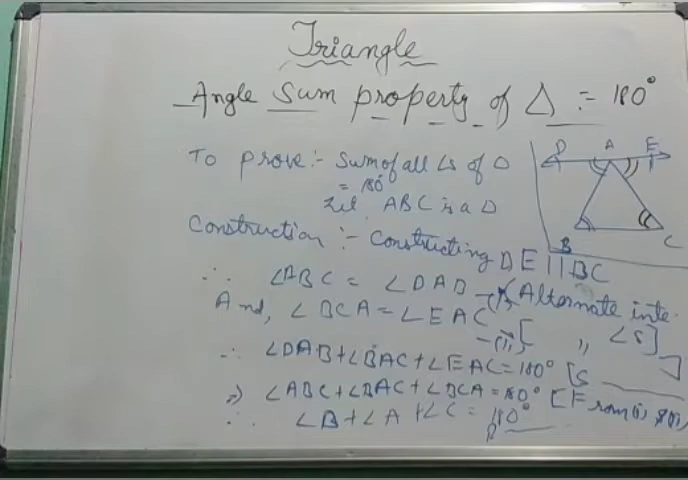 Triangle
Angle Sum property of Δ :- 180°
To prove :- Sum of all ∠s of Δ
= 180°
Let ABC is a Δ
Construction :- Constructing DE || BC
∴ ∠ABC = ∠DAB -(i) (Alternate inte.
And, ∠BCA = ∠EAC -(ii) [ " ∠s]
∴ ∠DAB + ∠BAC + ∠EAC = 180° [S ]
⇒ ∠ABC + ∠BAC + ∠BCA = 180° [From (i) & (ii)
∴ ∠B + ∠A + ∠C = 180°
D A E
B C